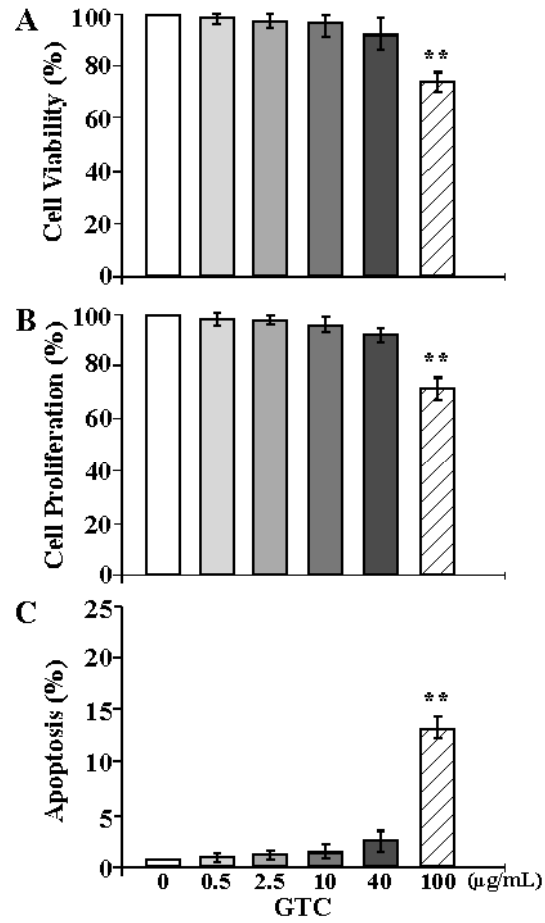 A
Cell Viability (%)
100
80
60
40
20
0
**
B
Cell Proliferation (%)
100
80
60
40
20
0
**
C
Apoptosis (%)
25
20
15
10
5
0
**
0 0.5 2.5 10 40 100 (μg/mL)
GTC